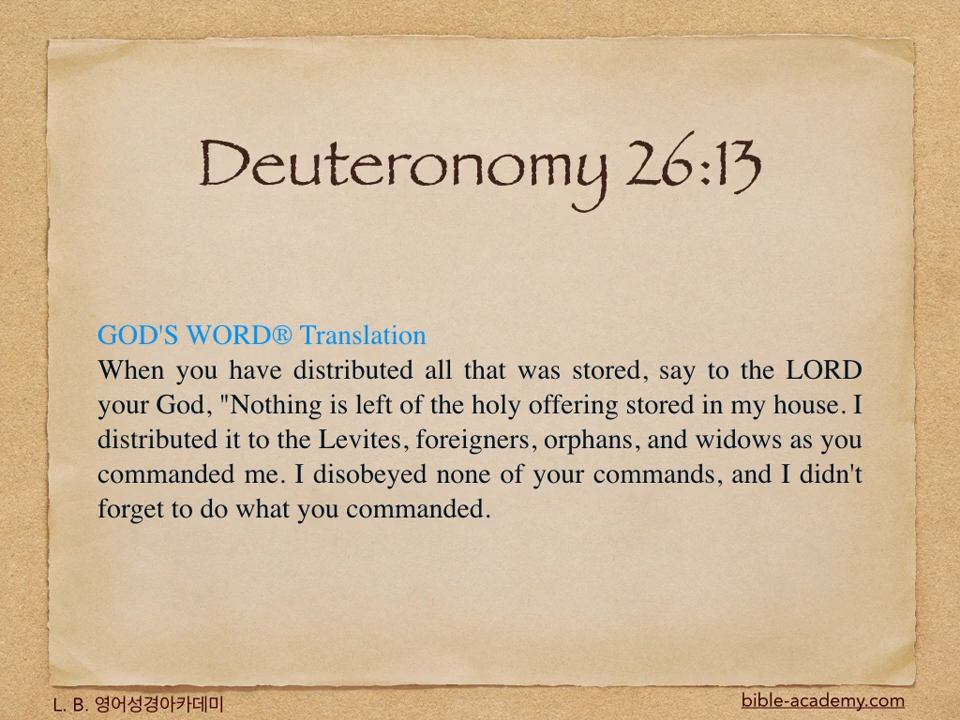 Deuteronomy 26:13
GOD'S WORD® Translation
When you have distributed all that was stored, say to the LORD
your God, "Nothing is left of the holy offering stored in my house. I
distributed it to the Levites, foreigners, orphans, and widows as you
commanded me. I disobeyed none of your commands, and I didn't
forget to do what you commanded.
L. B. 영어성경아카데미
bible-academy.com